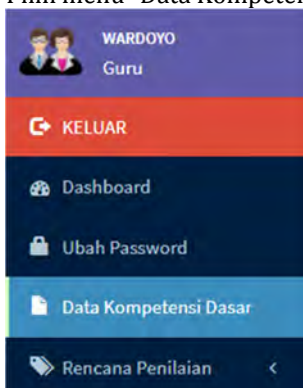 WARDOYO
Guru
KELUAR
Dashboard
Ubah Password
Data Kompetensi Dasar
Rencana Penilaian